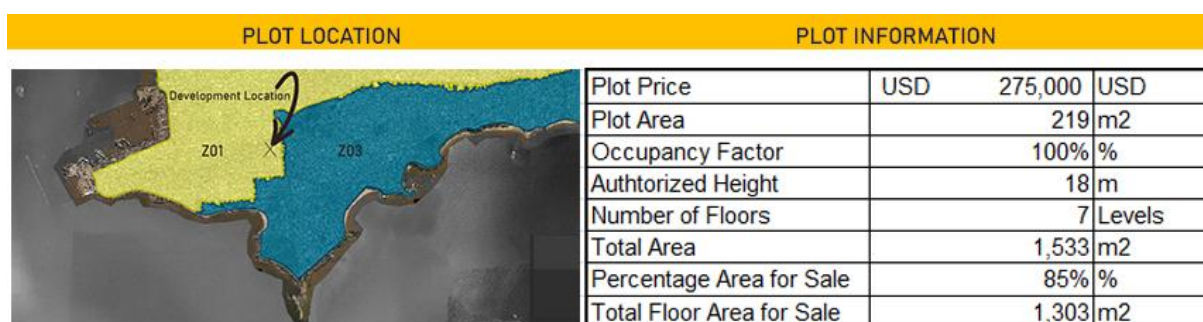 PLOT LOCATION
PLOT INFORMATION
Development Location
Z01
Z03
Plot Price USD 275,000 USD
Plot Area 219 m2
Occupancy Factor 100% %
Authtorized Height 18 m
Number of Floors 7 Levels
Total Area 1,533 m2
Percentage Area for Sale 85% %
Total Floor Area for Sale 1,303 m2